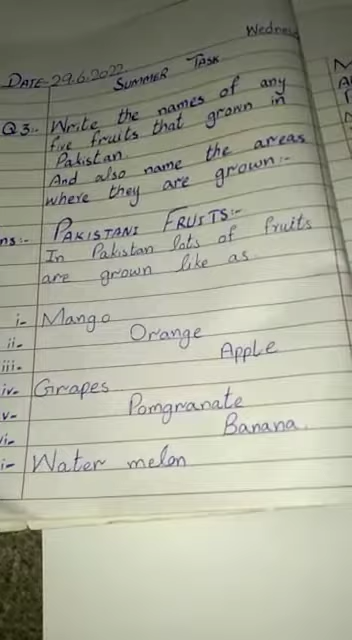 Wednes
DATE-29.6.2022 SUMMER TASK
Q3:- Write the names of any
five fruits that grown in
Pakistan.
And also name the areas
where they are grown:-
ns:- PAKISTANI FRUITS:-
In Pakistan lots of fruits
are grown like as
i- Mango
ii- Orange
iii- Apple
iv- Grapes
v- Pomgranate
vi- Banana.
i- Water melon